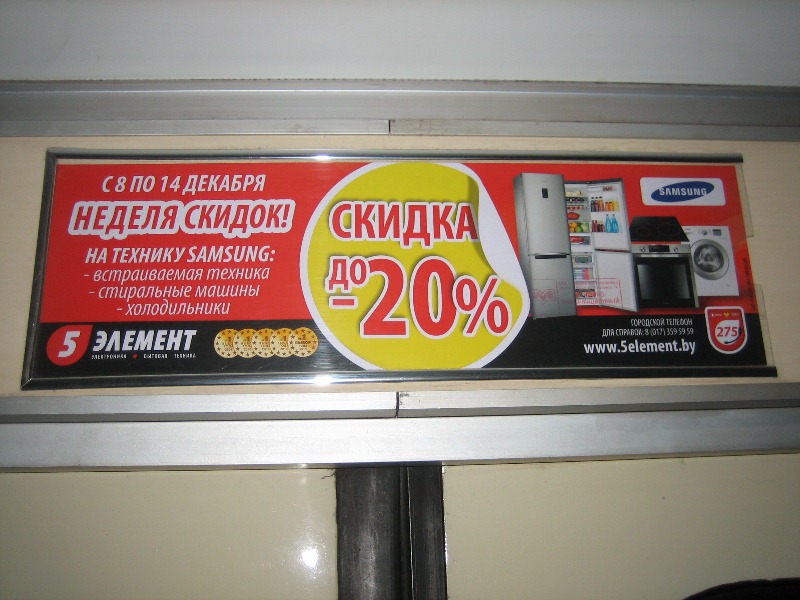 С 8 ПО 14 ДЕКАБРЯ
НЕДЕЛЯ СКИДОК!
НА ТЕХНИКУ SAMSUNG:
- встраиваемая техника
- стиральные машины
- холодильники
5 ЭЛЕМЕНТ
ЭЛЕКТРОНИКА БЫТОВАЯ ТЕХНИКА
СКИДКА
ДО
-20%
SAMSUNG
ГОРОДСКОЙ ТЕЛЕФОН
ДЛЯ СПРАВОК: 8 (017) 359 59 59
www.5element.by
275